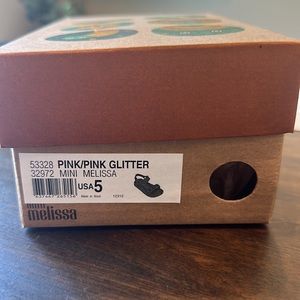 53328 PINK/PINK GLITTER
32972 MINI MELISSA
USA 5
mini
melissa